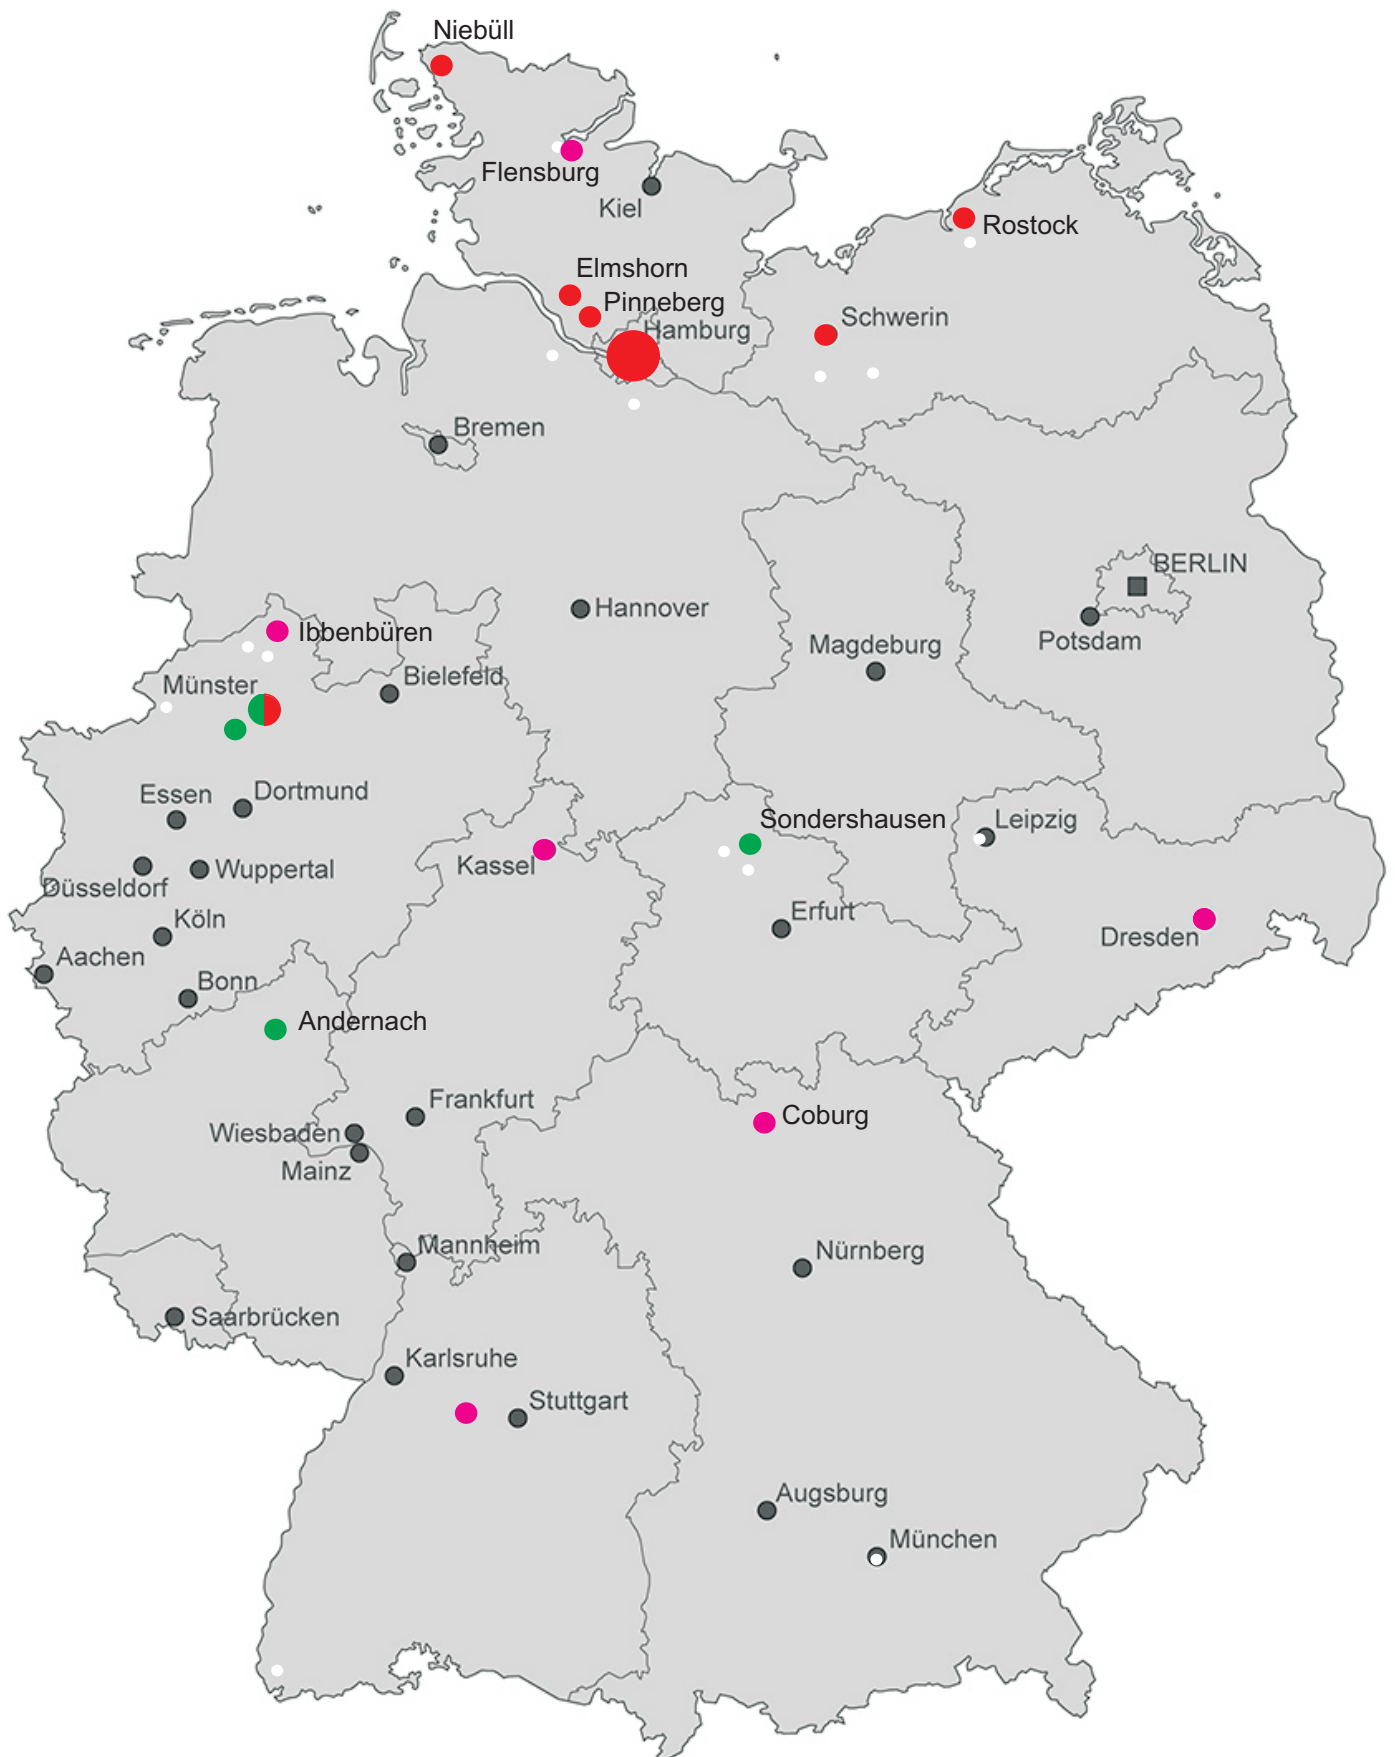 Niebüll
Flensburg
Kiel
Rostock
Elmshorn
Pinneberg
Schwerin
Hamburg
Bremen
BERLIN
Hannover
Potsdam
Ibbenbüren
Magdeburg
Bielefeld
Münster
Dortmund
Essen
Sondershausen
Leipzig
Kassel
Wuppertal
Düsseldorf
Erfurt
Köln
Dresden
Aachen
Bonn
Andernach
Frankfurt
Coburg
Wiesbaden
Mainz
Mannheim
Nürnberg
Saarbrücken
Karlsruhe
Stuttgart
Augsburg
München